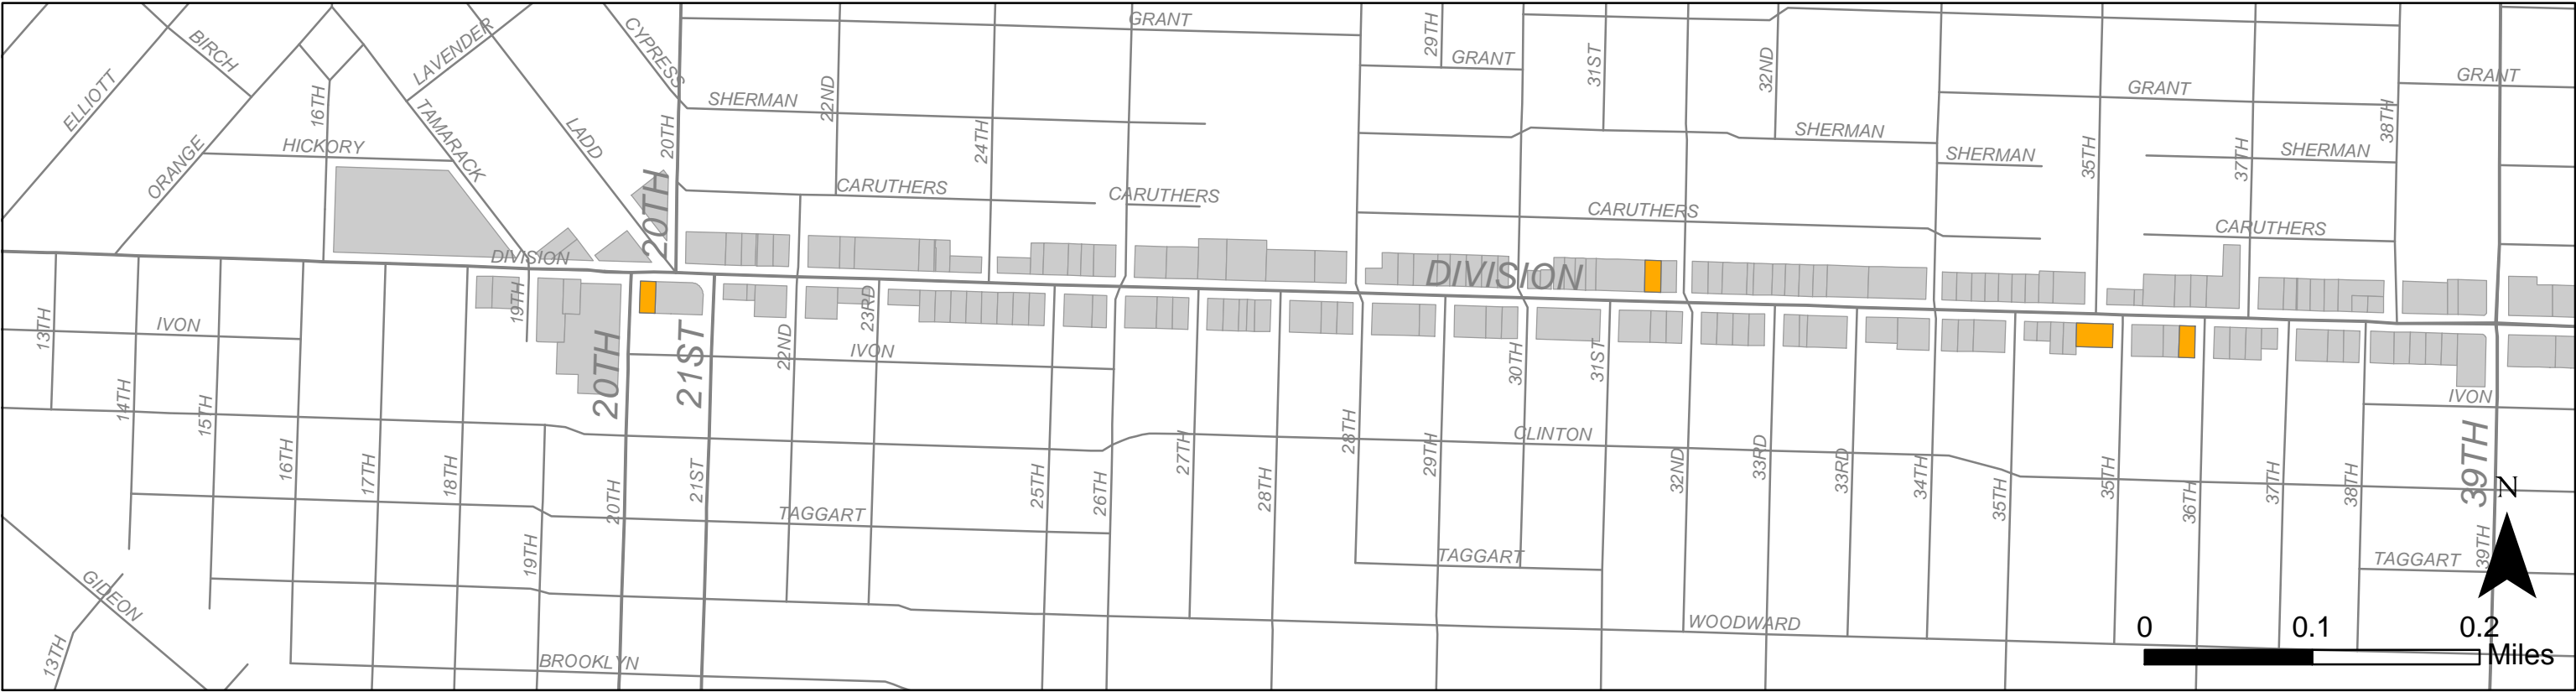 GRANT
29TH
GRANT
31ST
32ND
GRANT
38TH
GRANT
BIRCH
LAVENDER
CYPRESS
ELLIOTT
16TH
TAMARACK
LADD
20TH
SHERMAN
22ND
24TH
SHERMAN
SHERMAN
35TH
37TH
SHERMAN
ORANGE
HICKORY
20TH
CARUTHERS
CARUTHERS
CARUTHERS
CARUTHERS
DIVISION
DIVISION
13TH
IVON
19TH
20TH
21ST
22ND
23RD
IVON
30TH
31ST
IVON
14TH
15TH
16TH
17TH
18TH
19TH
20TH
21ST
25TH
26TH
27TH
28TH
28TH
29TH
CLINTON
32ND
33RD
33RD
34TH
35TH
35TH
36TH
37TH
38TH
39TH
39TH
TAGGART
TAGGART
TAGGART
GIDEON
13TH
BROOKLYN
WOODWARD
N
0 0.1 0.2
Miles